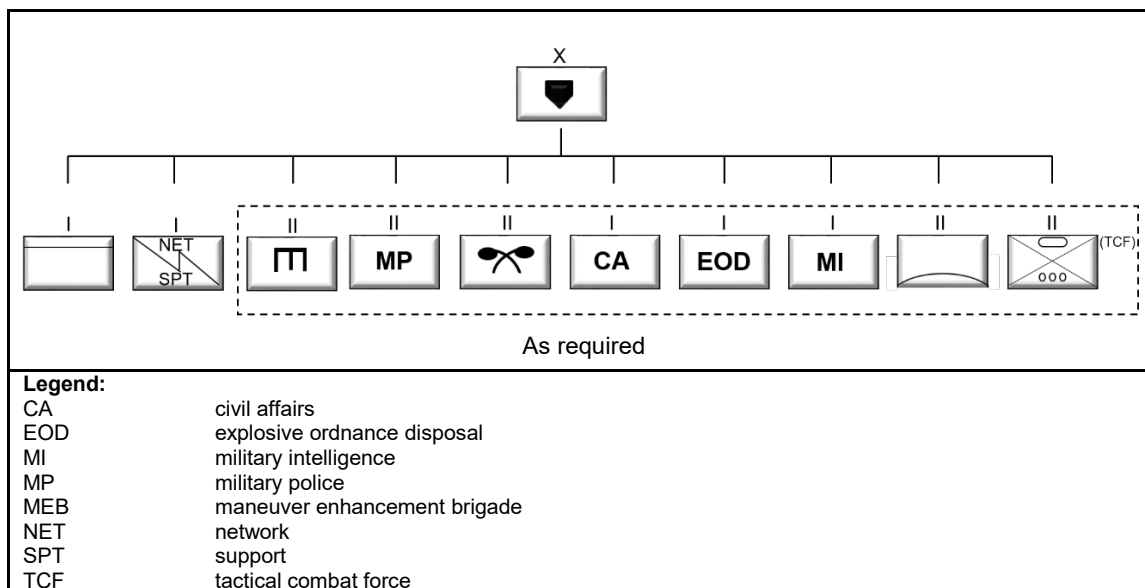 X
I I II II II I I I II II
NET
SPT
MP
CA
EOD
MI
ooo
(TCF)
As required
Legend:
CA civil affairs
EOD explosive ordnance disposal
MI military intelligence
MP military police
MEB maneuver enhancement brigade
NET network
SPT support
TCF tactical combat force